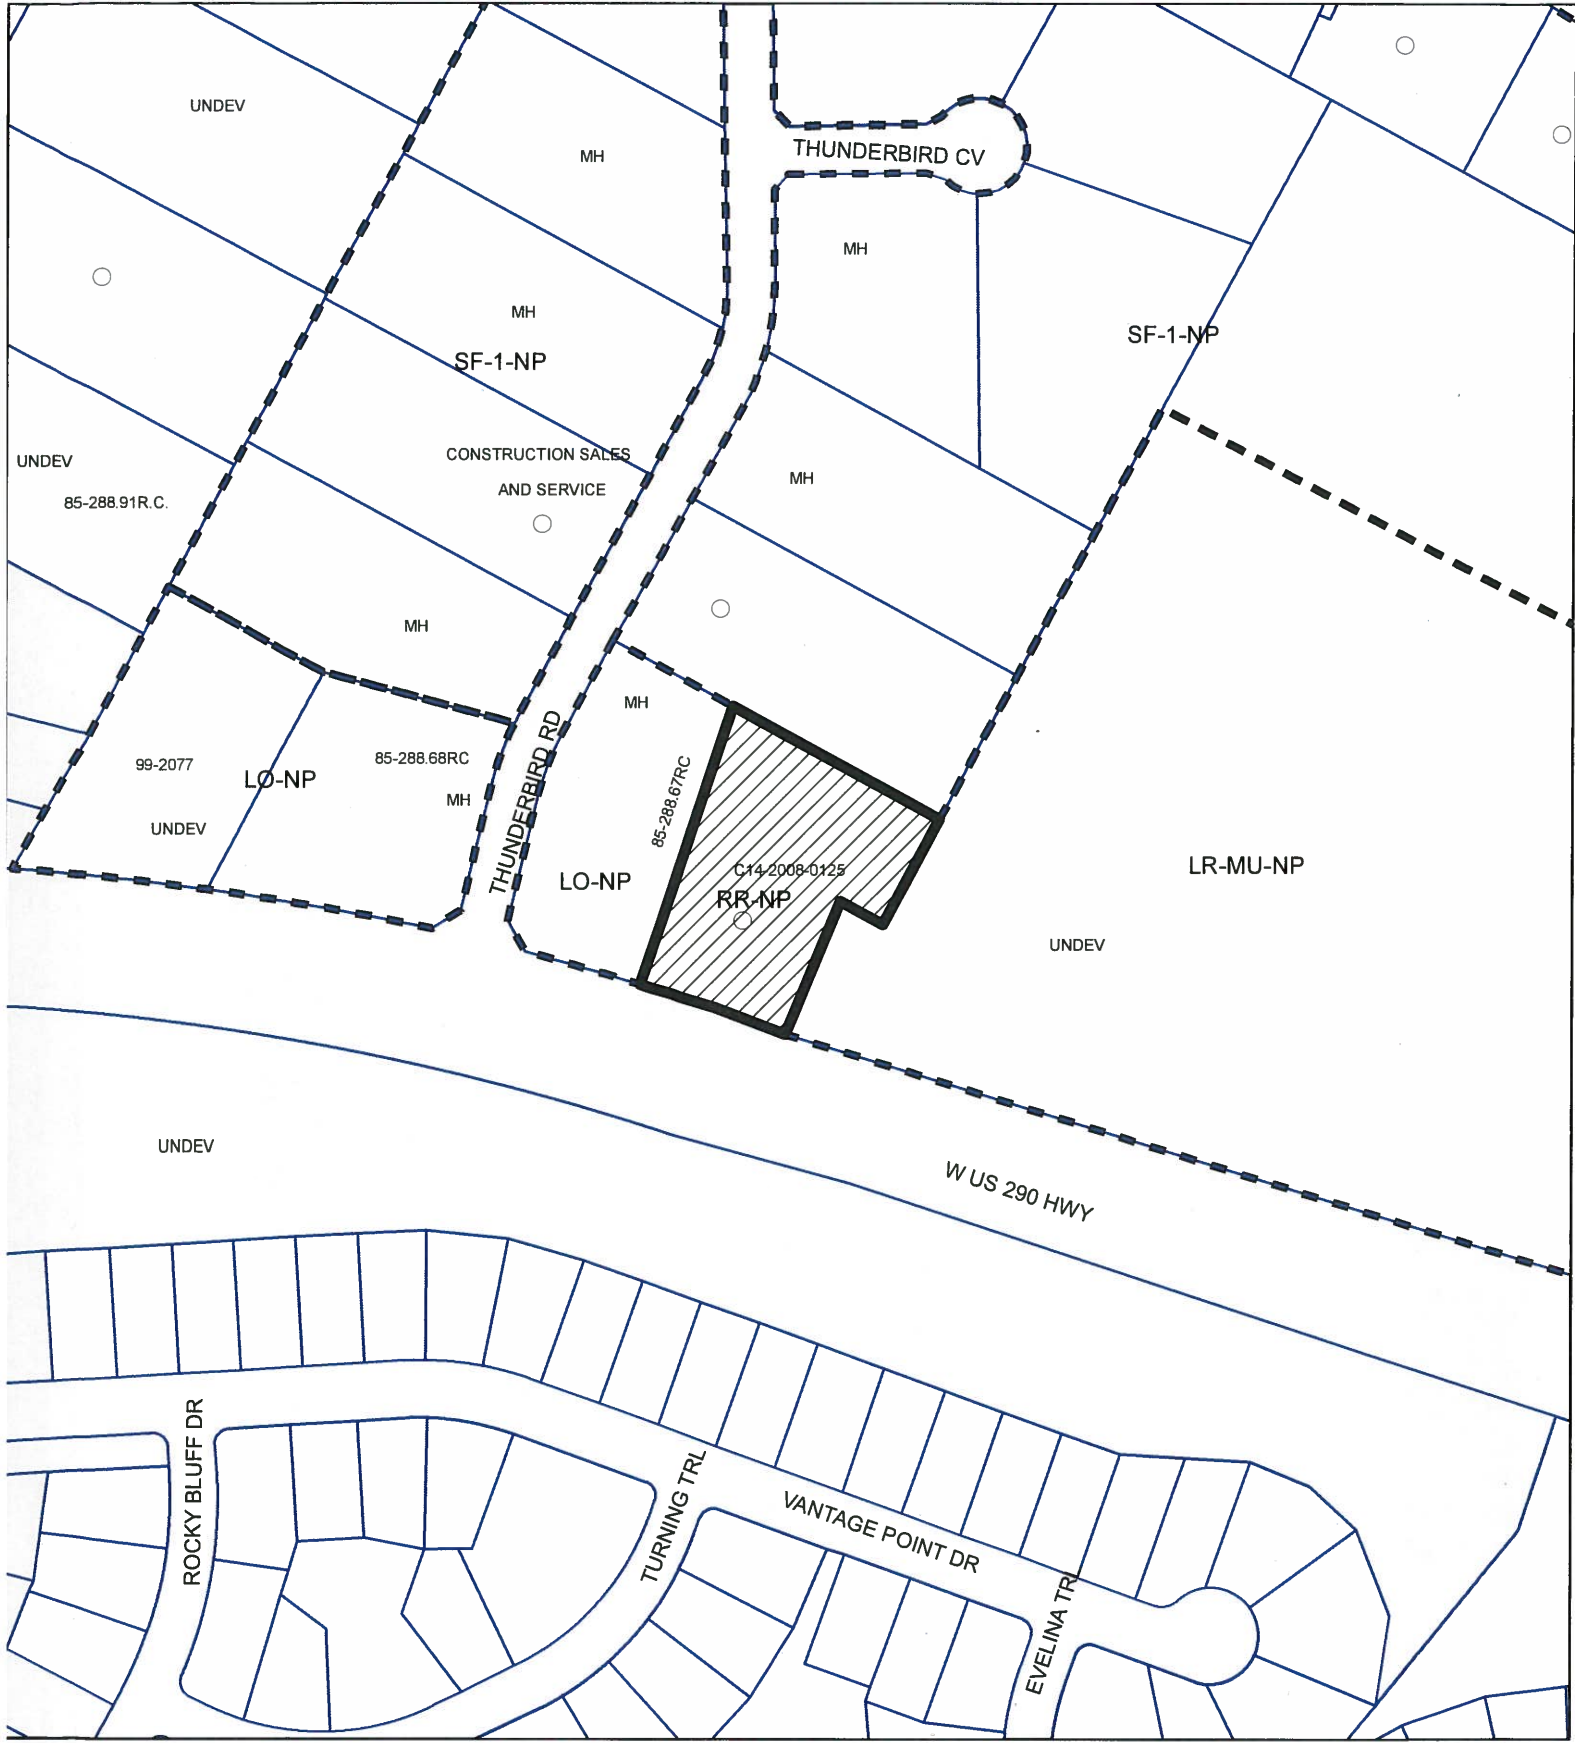 UNDEV
MH
THUNDERBIRD CV
MH
MH
SF-1-NP
SF-1-NP
CONSTRUCTION SALES
AND SERVICE
UNDEV
85-288.91R.C.
MH
MH
MH
THUNDERBIRD RD
99-2077
LO-NP
85-288.68RC
MH
UNDEV
85-288.67RC
LO-NP
C14-2008-0125
RR-NP
LR-MU-NP
UNDEV
UNDEV
W US 290 HWY
ROCKY BLUFF DR
TURNING TRL
VANTAGE POINT DR
EVELINA TRL